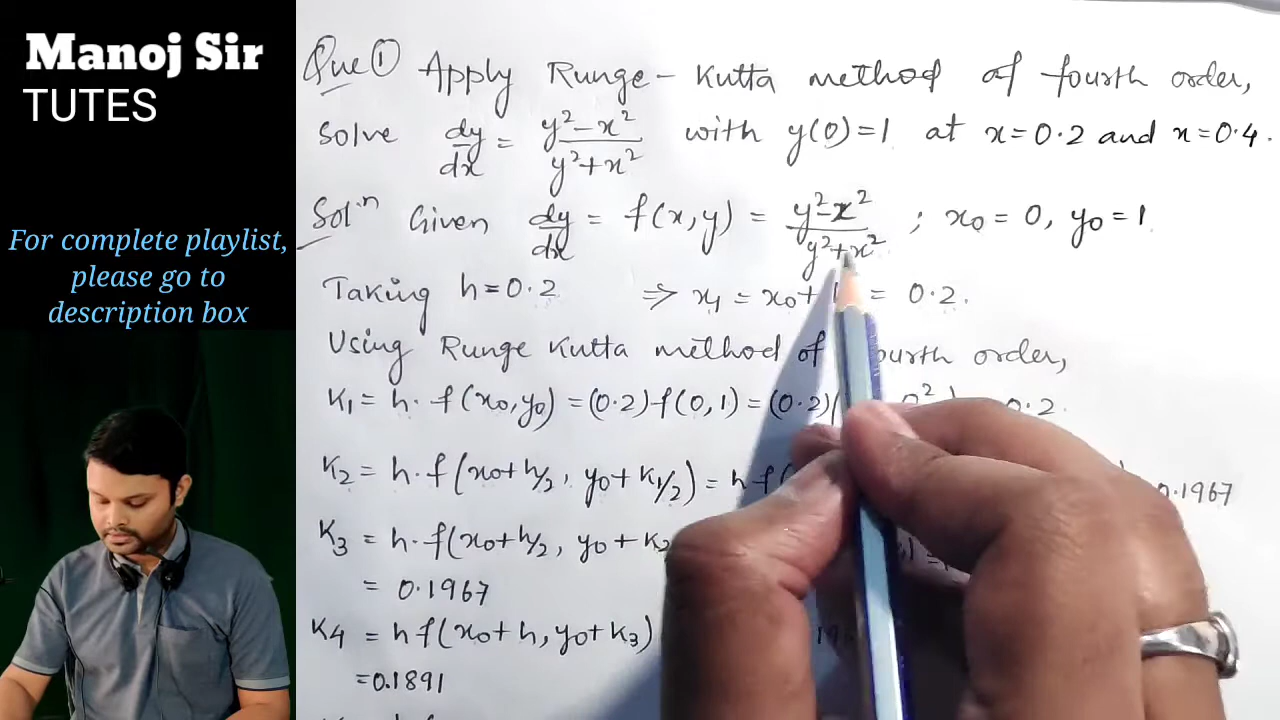 Manoj Sir
TUTES
For complete playlist,
please go to
description box
Que ① Apply Runge-Kutta method of fourth order,
Solve dy/dx = y²-x²/y²+x² with y(0)=1 at x=0.2 and x=0.4.
Solⁿ Given dy/dx = f(x,y) = y²-x²/y²+x² ; x₀=0, y₀=1
Taking h=0.2 ⇒ x₁ = x₀+ = 0.2.
Using Runge Kutta method of fourth order,
K₁ = h. f(x₀,y₀) = (0.2)f(0,1) = (0.2)( 0.2.
K₂ = h. f(x₀+h/2, y₀+K₁/2) = h f( 0.1967
K₃ = h. f(x₀+h/2, y₀+K₂
= 0.1967
K₄ = h f(x₀+h, y₀+K₃)
=0.1891